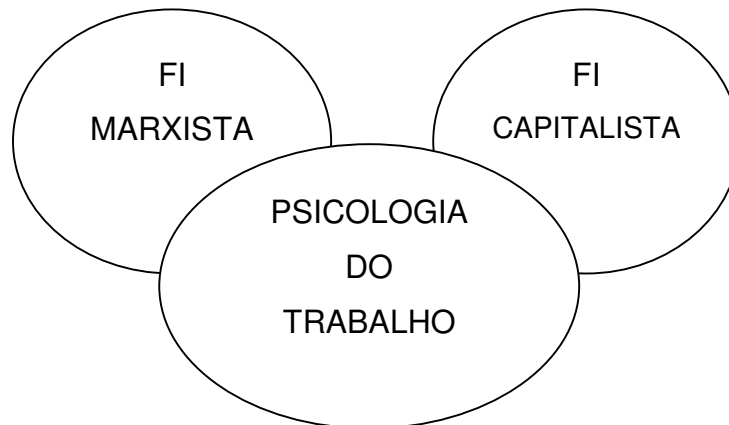 FI
MARXISTA
FI
CAPITALISTA
PSICOLOGIA
DO
TRABALHO